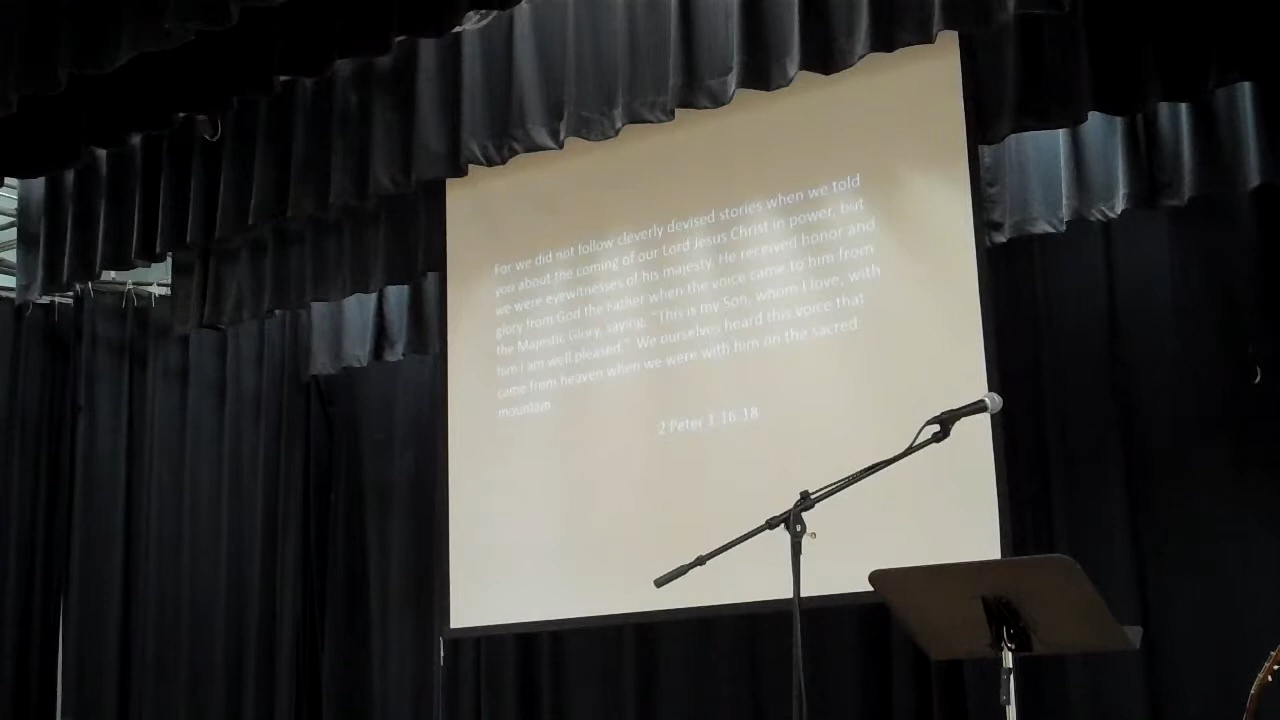 For we did not follow cleverly devised stories when we told
you about the coming of our Lord Jesus Christ in power, but
we were eyewitnesses of his majesty. He received honor and
glory from God the Father when the voice came to him from
the Majestic Glory, saying, "This is my Son, whom I love, with
him I am well pleased." We ourselves heard this voice that
came from heaven when we were with him on the sacred
mountain.
2 Peter 1:16-18